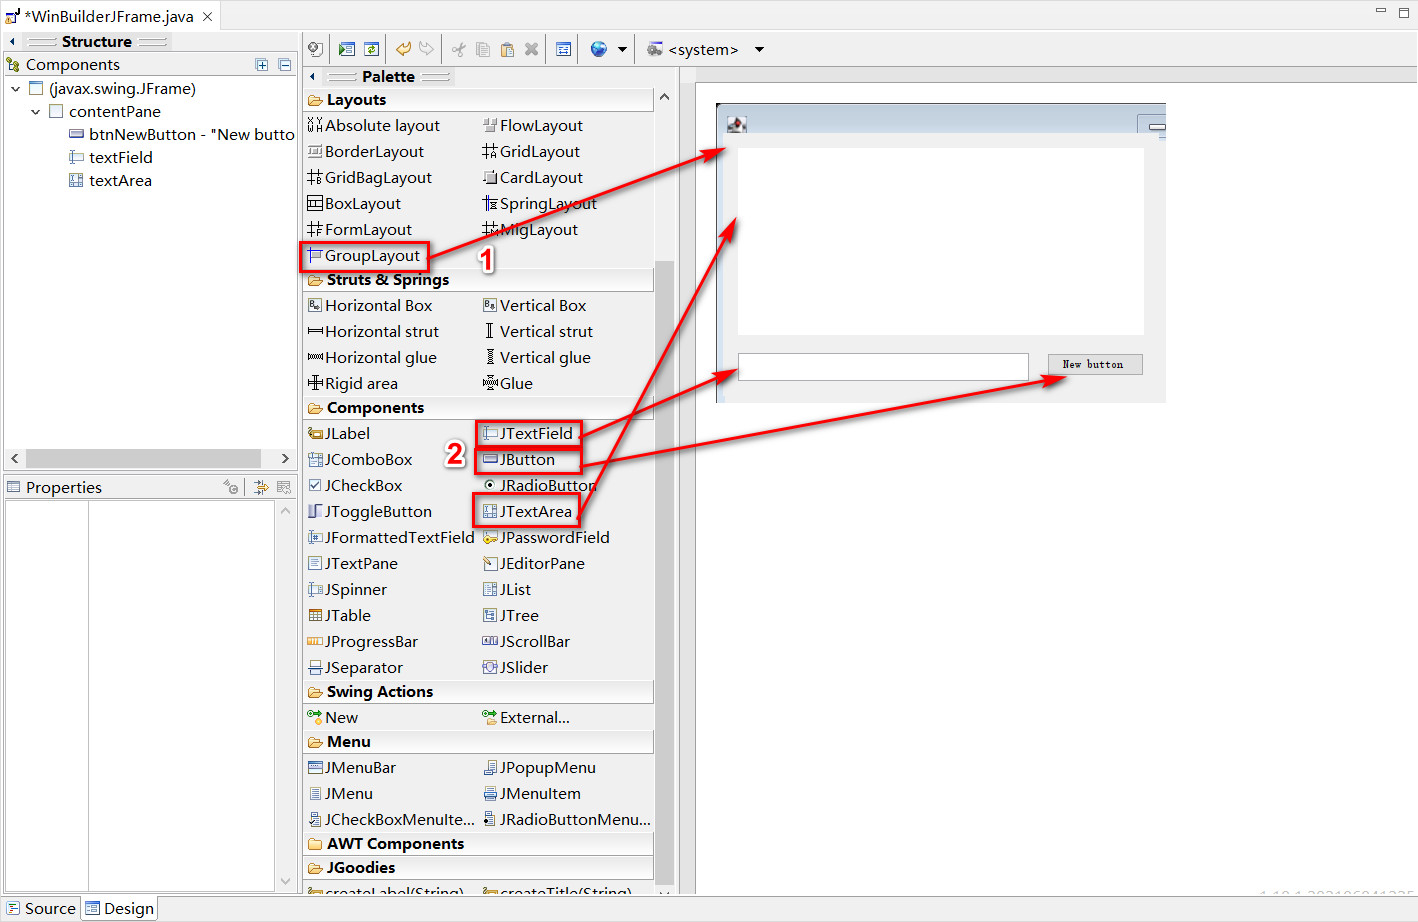 *WinBuilderJFrame.java
Structure
Components
(javax.swing.JFrame)
contentPane
btnNewButton - "New butto
textField
textArea
Properties
<system>
Palette
Layouts
Absolute layout
FlowLayout
BorderLayout
GridLayout
GridBagLayout
CardLayout
BoxLayout
SpringLayout
FormLayout
MigLayout
GroupLayout
1
Struts & Springs
Horizontal Box
Vertical Box
Horizontal strut
Vertical strut
Horizontal glue
Vertical glue
Rigid area
Glue
Components
JLabel
JTextField
2
JComboBox
JButton
JCheckBox
JRadioButton
JToggleButton
JTextArea
JFormattedTextField
JPasswordField
JTextPane
JEditorPane
JSpinner
JList
JTable
JTree
JProgressBar
JScrollBar
JSeparator
JSlider
Swing Actions
New
External...
Menu
JMenuBar
JPopupMenu
JMenu
JMenuItem
JCheckBoxMenuIte...
JRadioButtonMenu...
AWT Components
JGoodies
createLabel(String)
createTitle(String)
New button
Source
Design